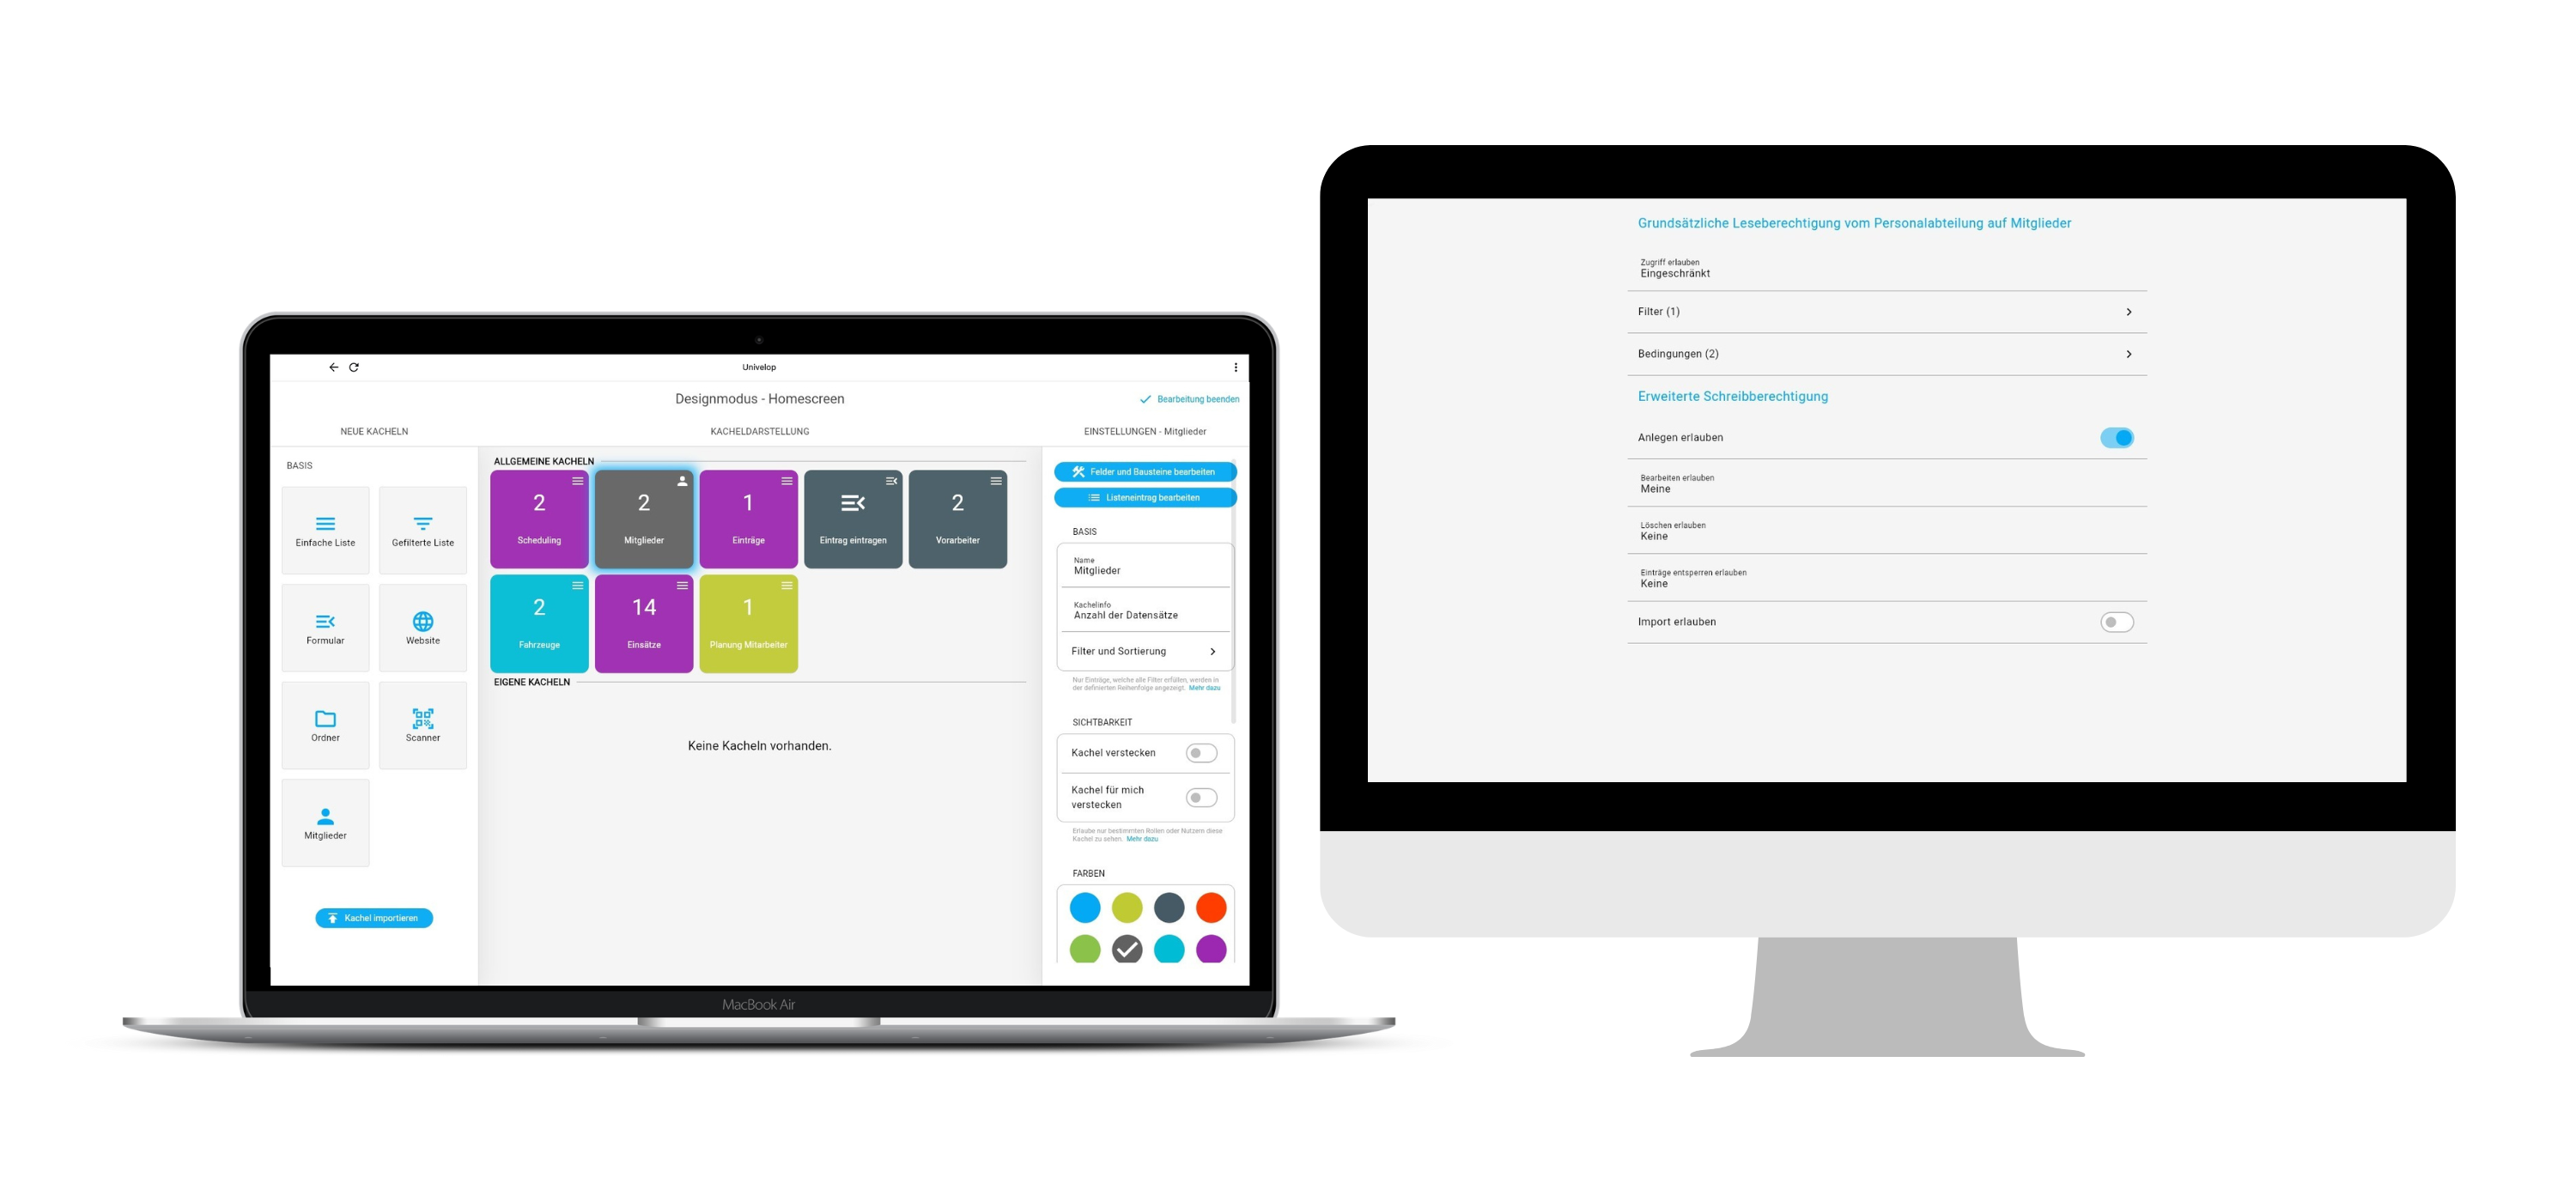 Univelop
Designmodus - Homescreen
Bearbeitung beenden
NEUE KACHELN
KACHELDARSTELLUNG
EINSTELLUNGEN - Mitglieder
BASIS
Einfache Liste
Gefilterte Liste
Formular
Website
Ordner
Scanner
Mitglieder
Kachel importieren
ALLGEMEINE KACHELN
2
Scheduling
2
Mitglieder
1
Einträge
Eintrag eintragen
2
Vorarbeiter
2
Fahrzeuge
14
Einsätze
1
Planung Mitarbeiter
EIGENE KACHELN
Keine Kacheln vorhanden.
Felder und Bausteine bearbeiten
Listeneintrag bearbeiten
BASIS
Name
Mitglieder
Kachelinfo
Anzahl der Datensätze
Filter und Sortierung
Nur Einträge, welche alle Filter erfüllen, werden in
der definierten Reihenfolge angezeigt. Mehr dazu
SICHTBARKEIT
Kachel verstecken
Kachel für mich
verstecken
Erlaube nur bestimmten Rollen oder Nutzern diese
Kachel zu sehen. Mehr dazu
FARBEN
MacBook Air
Grundsätzliche Leseberechtigung vom Personalabteilung auf Mitglieder
Zugriff erlauben
Eingeschränkt
Filter (1)
Bedingungen (2)
Erweiterte Schreibberechtigung
Anlegen erlauben
Bearbeiten erlauben
Meine
Löschen erlauben
Keine
Einträge entsperren erlauben
Keine
Import erlauben